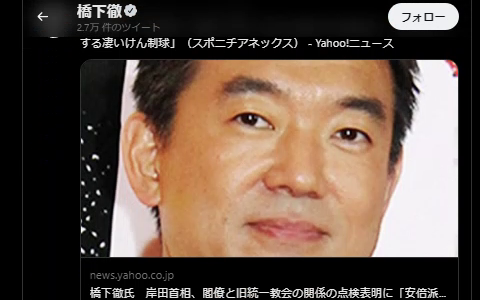 橋下徹
2.7万 件のツイート
フォロー
する凄いけん制球」（スポニチアネックス） - Yahoo!ニュース
news.yahoo.co.jp
橋下徹氏　岸田首相、閣僚と旧統一教会の関係の点検表明に「安倍派...